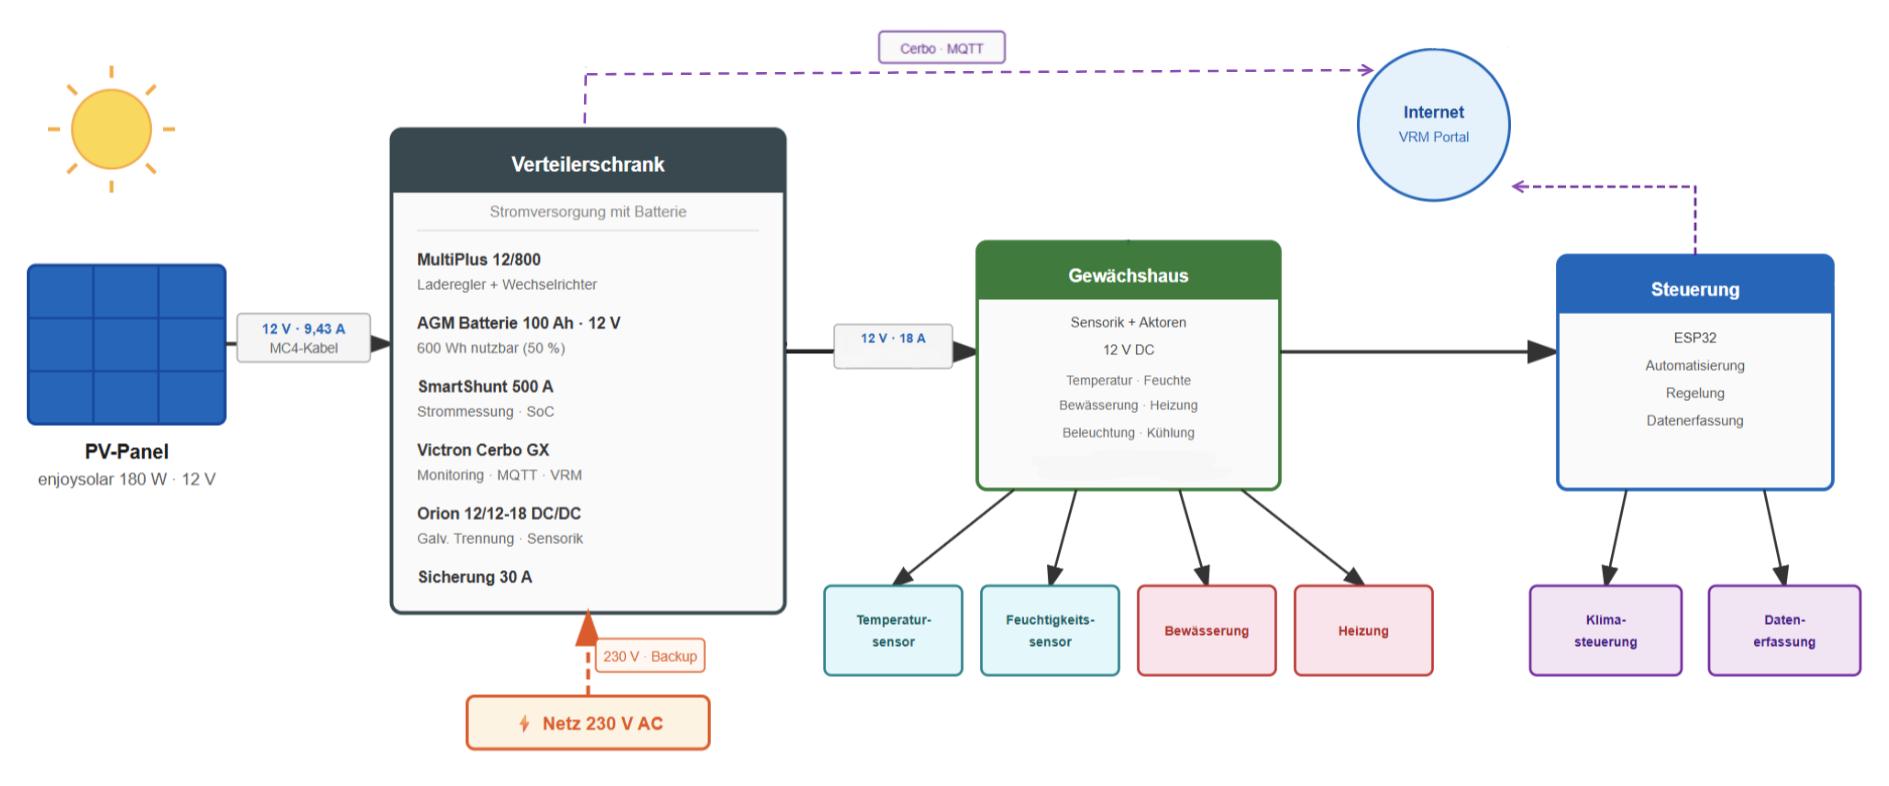 Cerbo · MQTT
Internet
VRM Portal
Verteilerschrank
Stromversorgung mit Batterie
MultiPlus 12/800
Laderegler + Wechselrichter
AGM Batterie 100 Ah · 12 V
600 Wh nutzbar (50 %)
SmartShunt 500 A
Strommessung · SoC
Victron Cerbo GX
Monitoring · MQTT · VRM
Orion 12/12-18 DC/DC
Galv. Trennung · Sensorik
Sicherung 30 A
12 V · 9,43 A
MC4-Kabel
PV-Panel
enjoysolar 180 W · 12 V
230 V · Backup
Netz 230 V AC
12 V · 18 A
Gewächshaus
Sensorik + Aktoren
12 V DC
Temperatur · Feuchte
Bewässerung · Heizung
Beleuchtung · Kühlung
Steuerung
ESP32
Automatisierung
Regelung
Datenerfassung
Temperatur-
sensor
Feuchtigkeits-
sensor
Bewässerung
Heizung
Klima-
steuerung
Daten-
erfassung